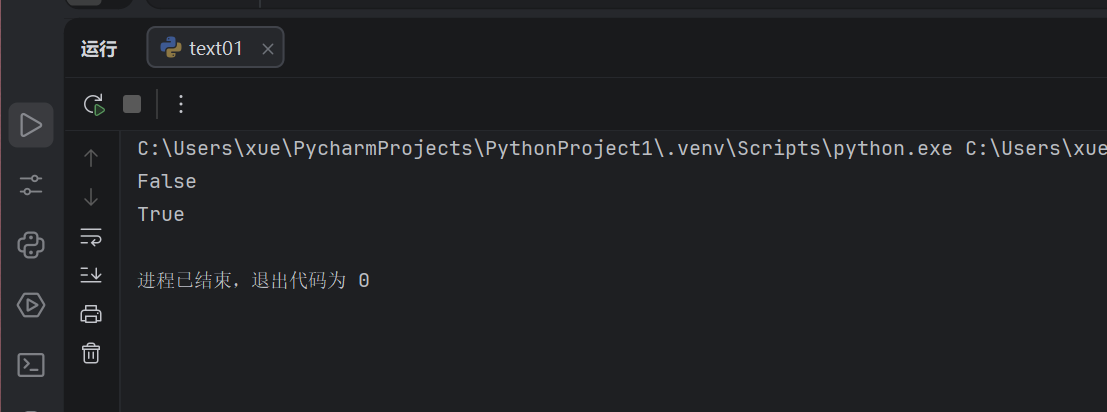 运行 text01
C:\Users\xue\PycharmProjects\PythonProject1\.venv\Scripts\python.exe C:\Users\xue
False
True
进程已结束，退出代码为 0